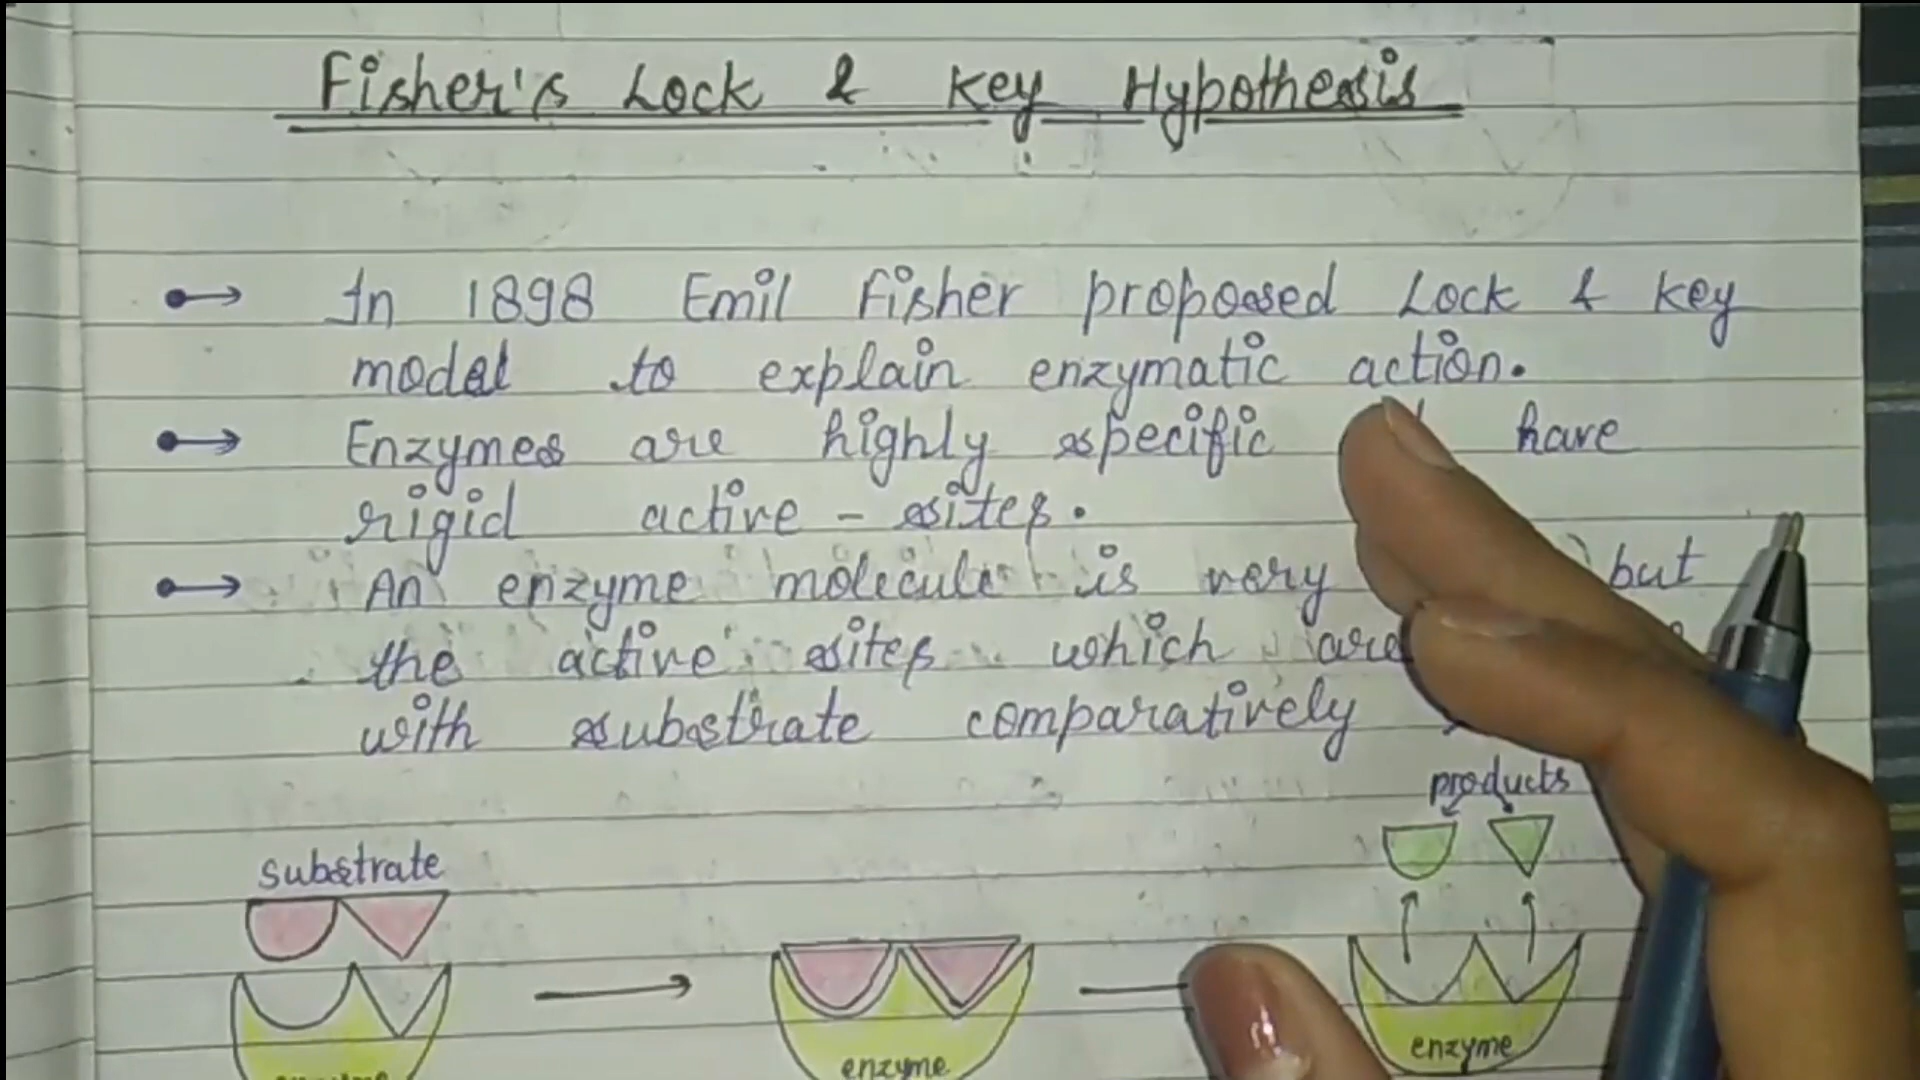 Fisher's Lock & Key Hypothesis
In 1898 Emil Fisher proposed Lock & Key
model to explain enzymatic action.
Enzymes are highly specific have
rigid active - sites.
An enzyme molecule is very but
the active sites which are
with substrate comparatively
products
substrate
enzyme
enzyme